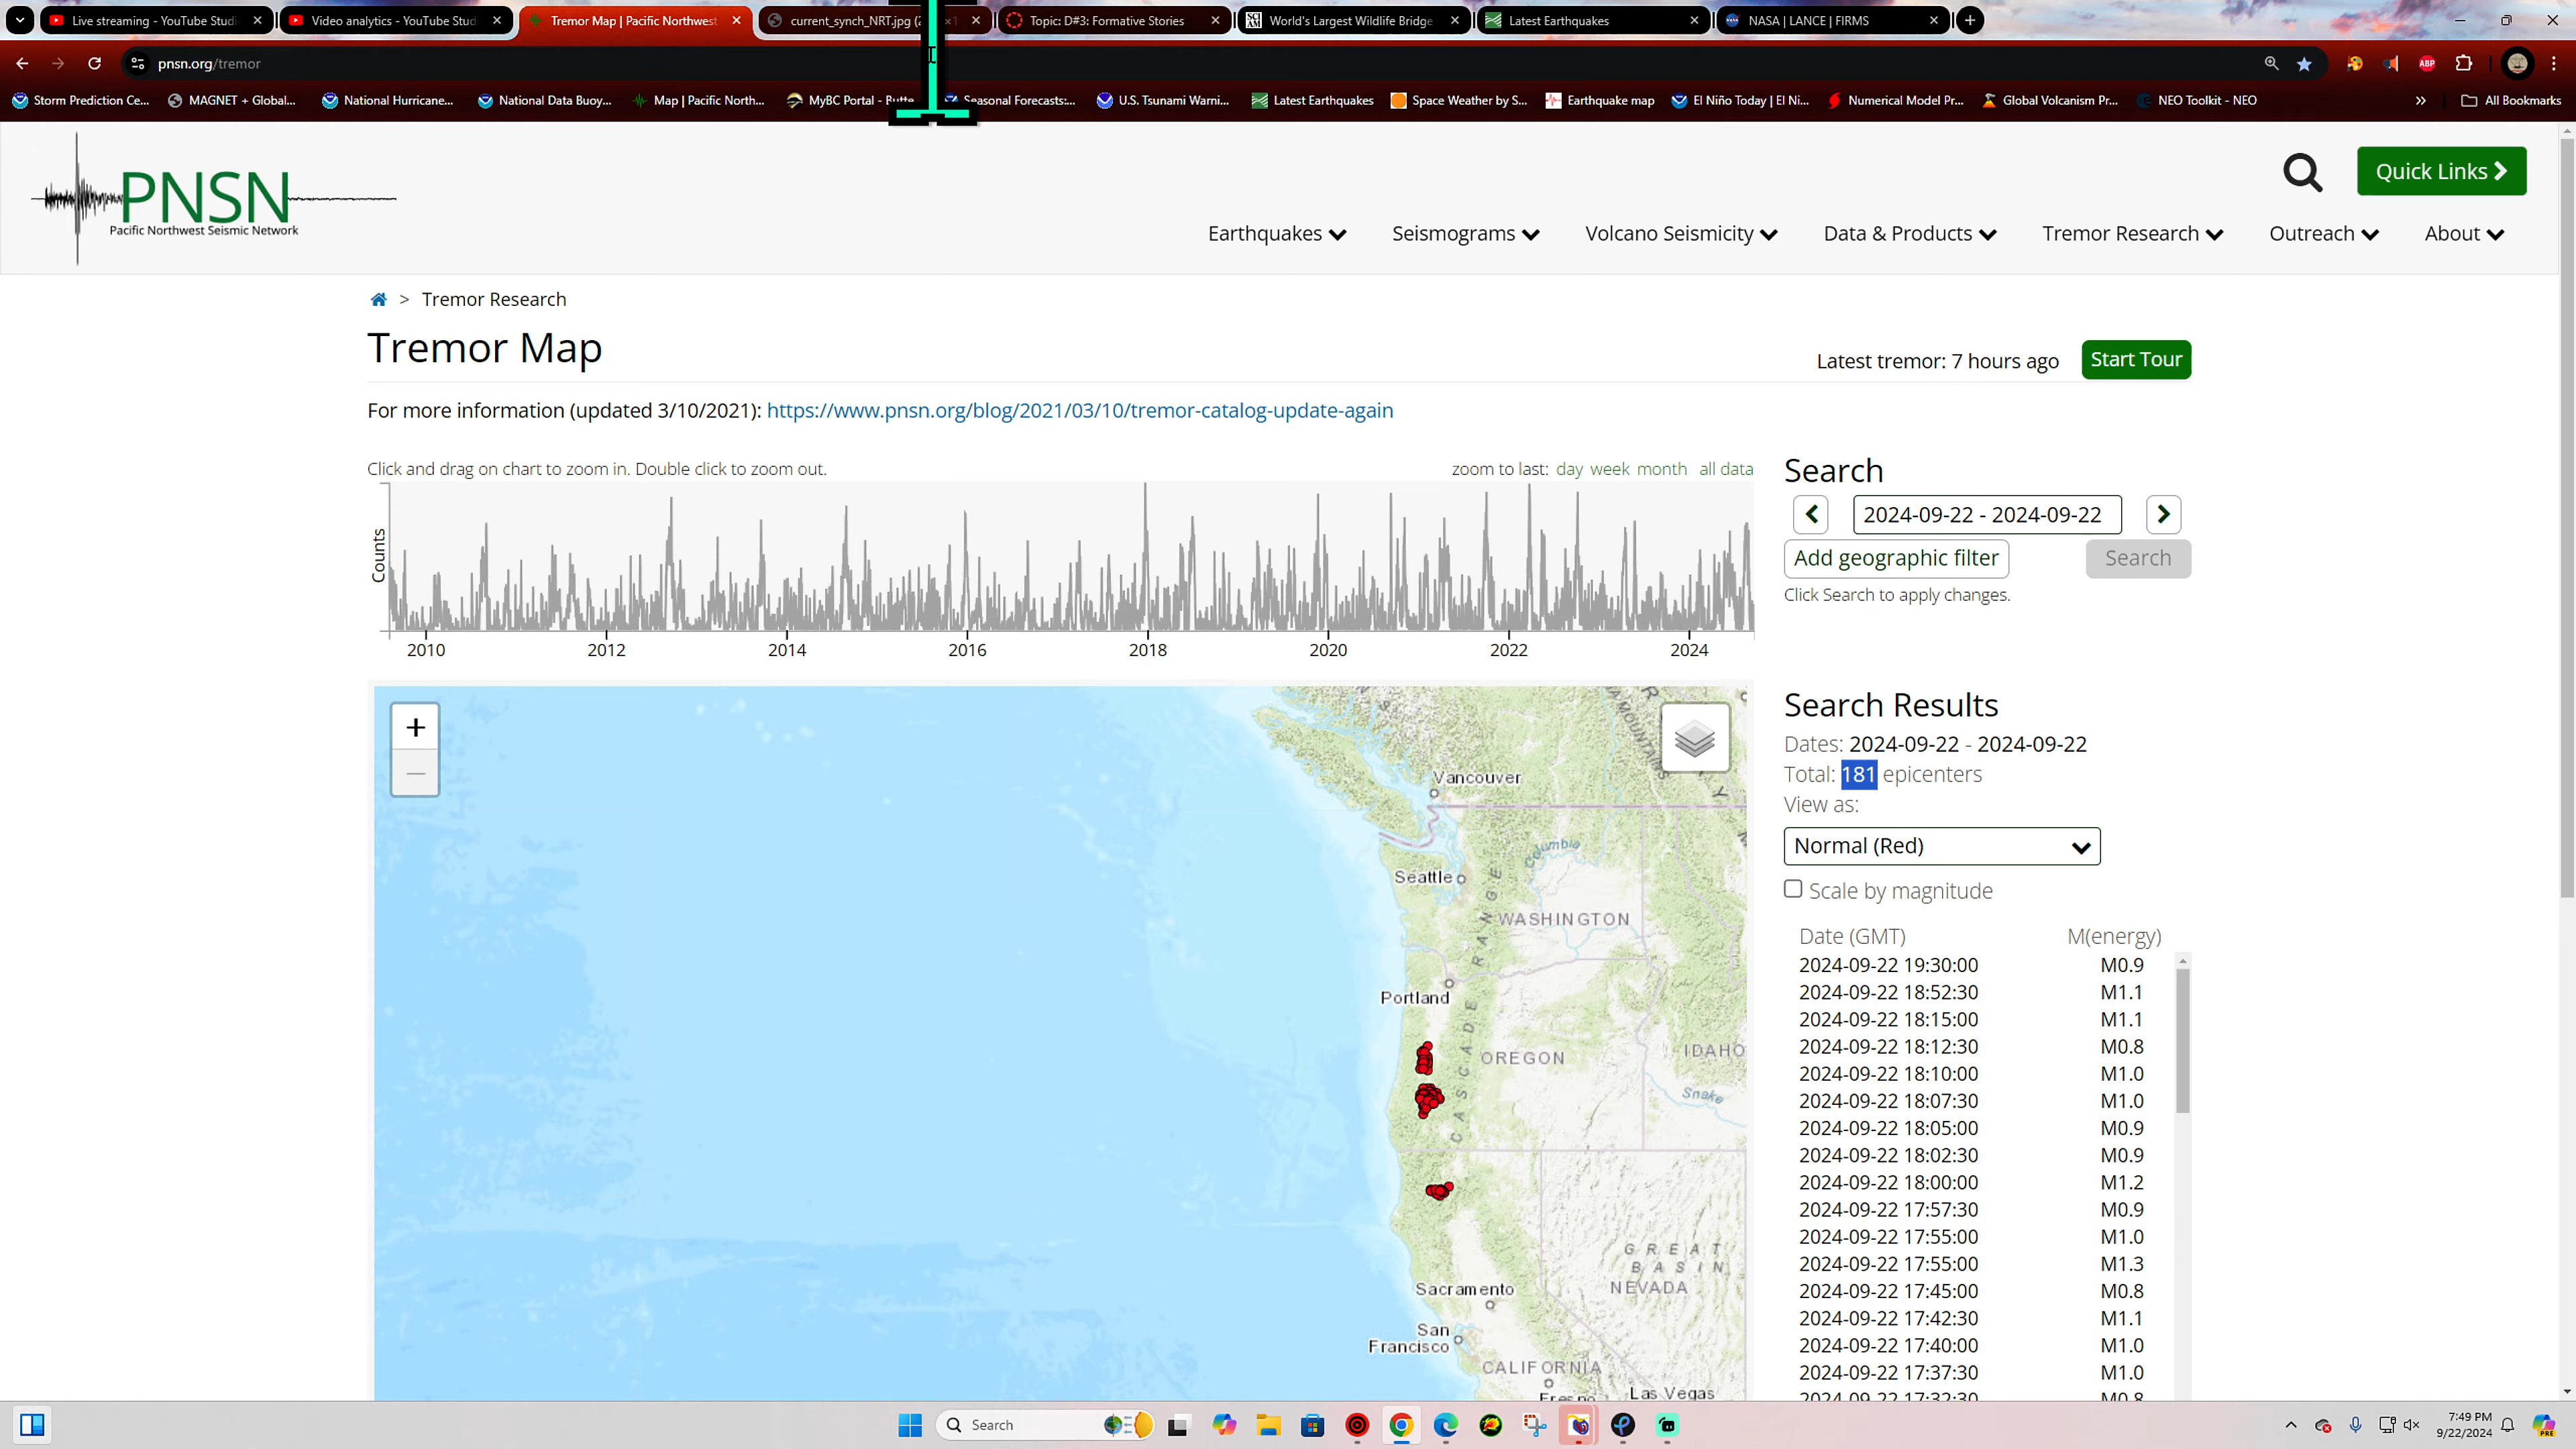 Live streaming - YouTube Studi
Video analytics - YouTube Studi
Tremor Map | Pacific Northwest
current_synch_NRT.jpg (2
Topic: D#3: Formative Stories
World's Largest Wildlife Bridge
Latest Earthquakes
NASA | LANCE | FIRMS
pnsn.org/tremor
ABP
Storm Prediction Ce...
MAGNET + Global...
National Hurricane...
National Data Buoy...
Map | Pacific North...
MyBC Portal - Butte
Seasonal Forecasts:...
U.S. Tsunami Warni...
Latest Earthquakes
Space Weather by S...
Earthquake map
El Niño Today | El Ni...
Numerical Model Pr...
Global Volcanism Pr...
NEO Toolkit - NEO
All Bookmarks
PNSN
Pacific Northwest Seismic Network
Quick Links
Earthquakes
Seismograms
Volcano Seismicity
Data & Products
Tremor Research
Outreach
About
> Tremor Research
Tremor Map
Latest tremor: 7 hours ago
Start Tour
For more information (updated 3/10/2021): https://www.pnsn.org/blog/2021/03/10/tremor-catalog-update-again
Click and drag on chart to zoom in. Double click to zoom out.
zoom to last: day week month all data
Counts
2010 2012 2014 2016 2018 2020 2022 2024
Search
2024-09-22 - 2024-09-22
Add geographic filter
Search
Click Search to apply changes.
+
−
Vancouver
Seattle
Columbia
WASHINGTON
Portland
CASCADE RANGE
OREGON
IDAHO
Snake
GREAT
BASIN
NEVADA
Sacramento
San
Francisco
CALIFORNIA
Las Vegas
Search Results
Dates: 2024-09-22 - 2024-09-22
Total: 181 epicenters
View as:
Normal (Red)
Scale by magnitude
Date (GMT) M(energy)
2024-09-22 19:30:00 M0.9
2024-09-22 18:52:30 M1.1
2024-09-22 18:15:00 M1.1
2024-09-22 18:12:30 M0.8
2024-09-22 18:10:00 M1.0
2024-09-22 18:07:30 M1.0
2024-09-22 18:05:00 M0.9
2024-09-22 18:02:30 M0.9
2024-09-22 18:00:00 M1.2
2024-09-22 17:57:30 M0.9
2024-09-22 17:55:00 M1.0
2024-09-22 17:55:00 M1.3
2024-09-22 17:45:00 M0.8
2024-09-22 17:42:30 M1.1
2024-09-22 17:40:00 M1.0
2024-09-22 17:37:30 M1.0
2024-09-22 17:32:30 M0.8
Search
7:49 PM
9/22/2024
PRE